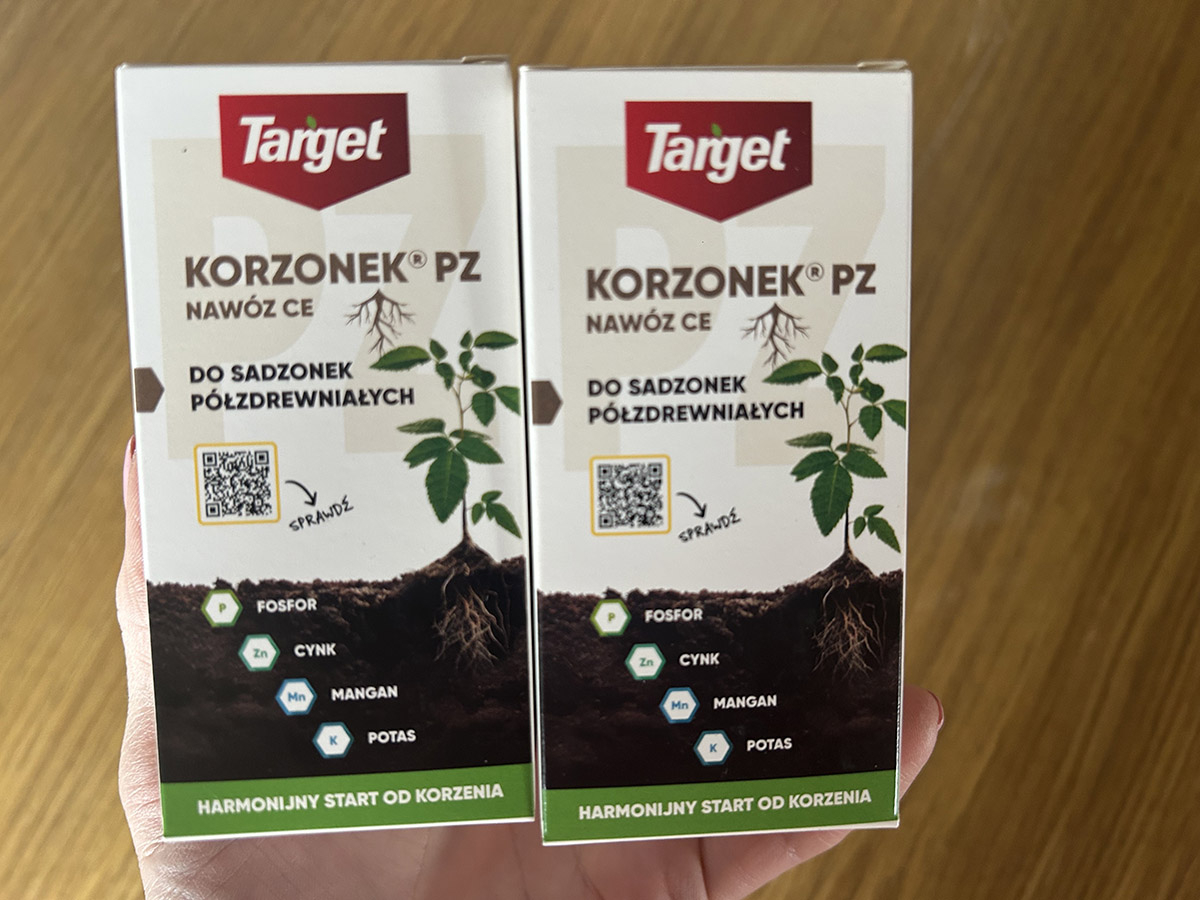 Target
KORZONEK® PZ
NAWÓZ CE
DO SADZONEK
PÓŁZDREWNIAŁYCH
SPRAWDŹ
P FOSFOR
Zn CYNK
Mn MANGAN
K POTAS
HARMONIJNY START OD KORZENIA
Target
KORZONEK® PZ
NAWÓZ CE
DO SADZONEK
PÓŁZDREWNIAŁYCH
SPRAWDŹ
P FOSFOR
Zn CYNK
Mn MANGAN
K POTAS
HARMONIJNY START OD KORZENIA